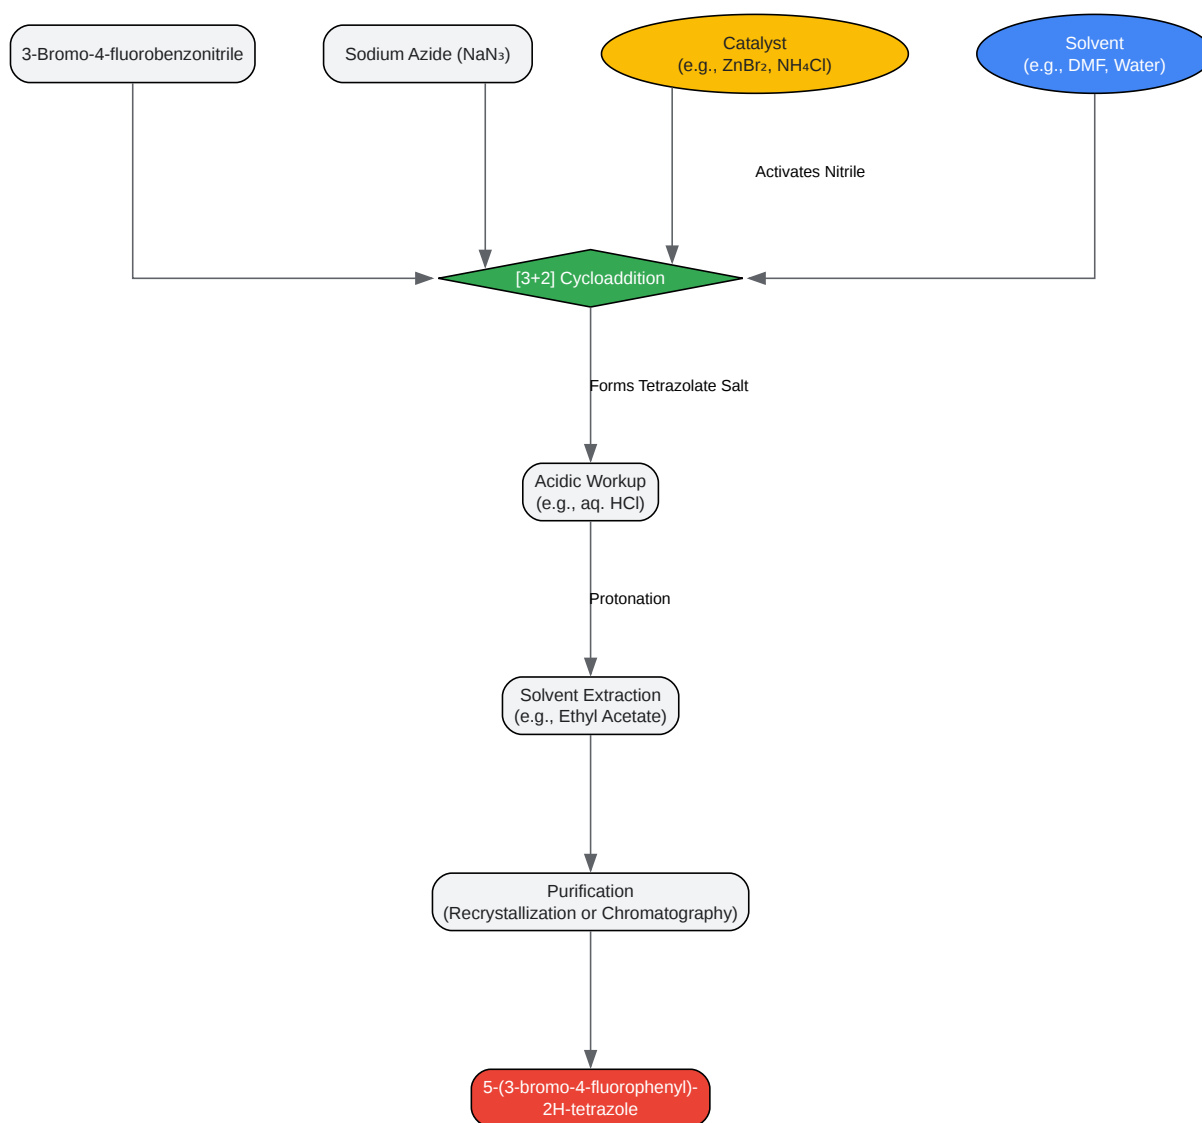 3-Bromo-4-fluorobenzonitrile
Sodium Azide (NaN₃)
Catalyst
(e.g., ZnBr₂, NH₄Cl)
Solvent
(e.g., DMF, Water)
Activates Nitrile
[3+2] Cycloaddition
Forms Tetrazolate Salt
Acidic Workup
(e.g., aq. HCl)
Protonation
Solvent Extraction
(e.g., Ethyl Acetate)
Purification
(Recrystallization or Chromatography)
5-(3-bromo-4-fluorophenyl)-
2H-tetrazole